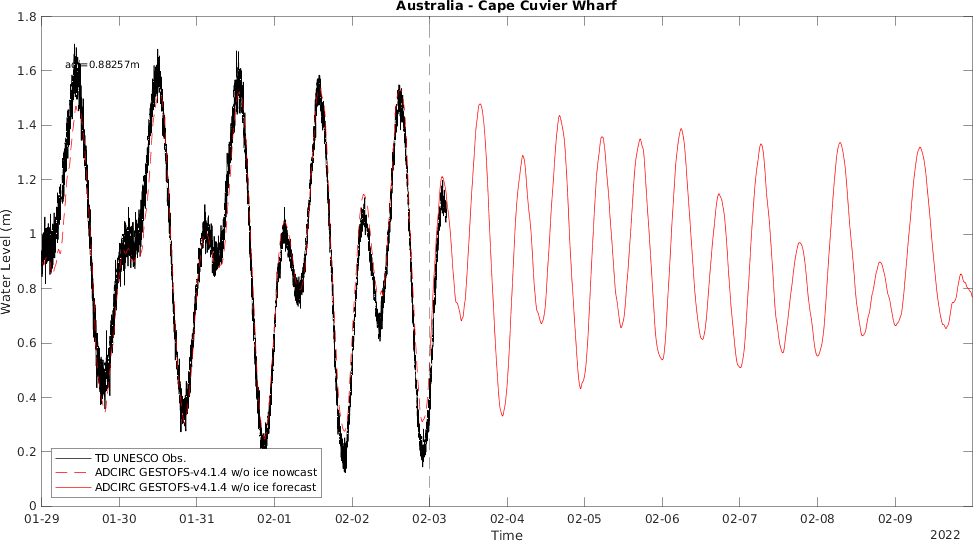 Australia - Cape Cuvier Wharf
1.8
1.6
1.4
1.2
1
0.8
0.6
0.4
0.2
0
Water Level (m)
=0.88257m
TD UNESCO Obs.
ADCIRC GESTOFS-v4.1.4 w/o ice nowcast
ADCIRC GESTOFS-v4.1.4 w/o ice forecast
01-29 01-30 01-31 02-01 02-02 02-03 02-04 02-05 02-06 02-07 02-08 02-09
Time
2022